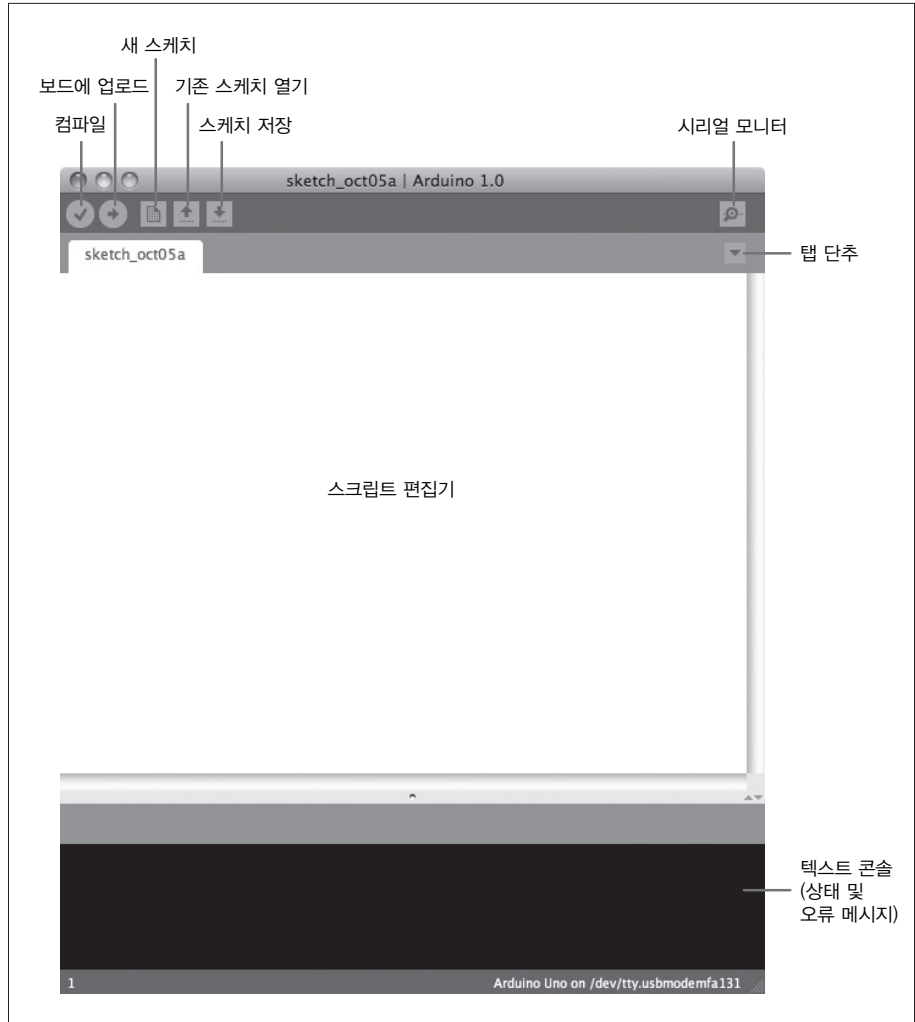 새 스케치
보드에 업로드
기존 스케치 열기
컴파일
스케치 저장
시리얼 모니터
sketch_oct05a | Arduino 1.0
sketch_oct05a
탭 단추
스크립트 편집기
텍스트 콘솔
(상태 및
오류 메시지)
1
Arduino Uno on /dev/tty.usbmodemfa131